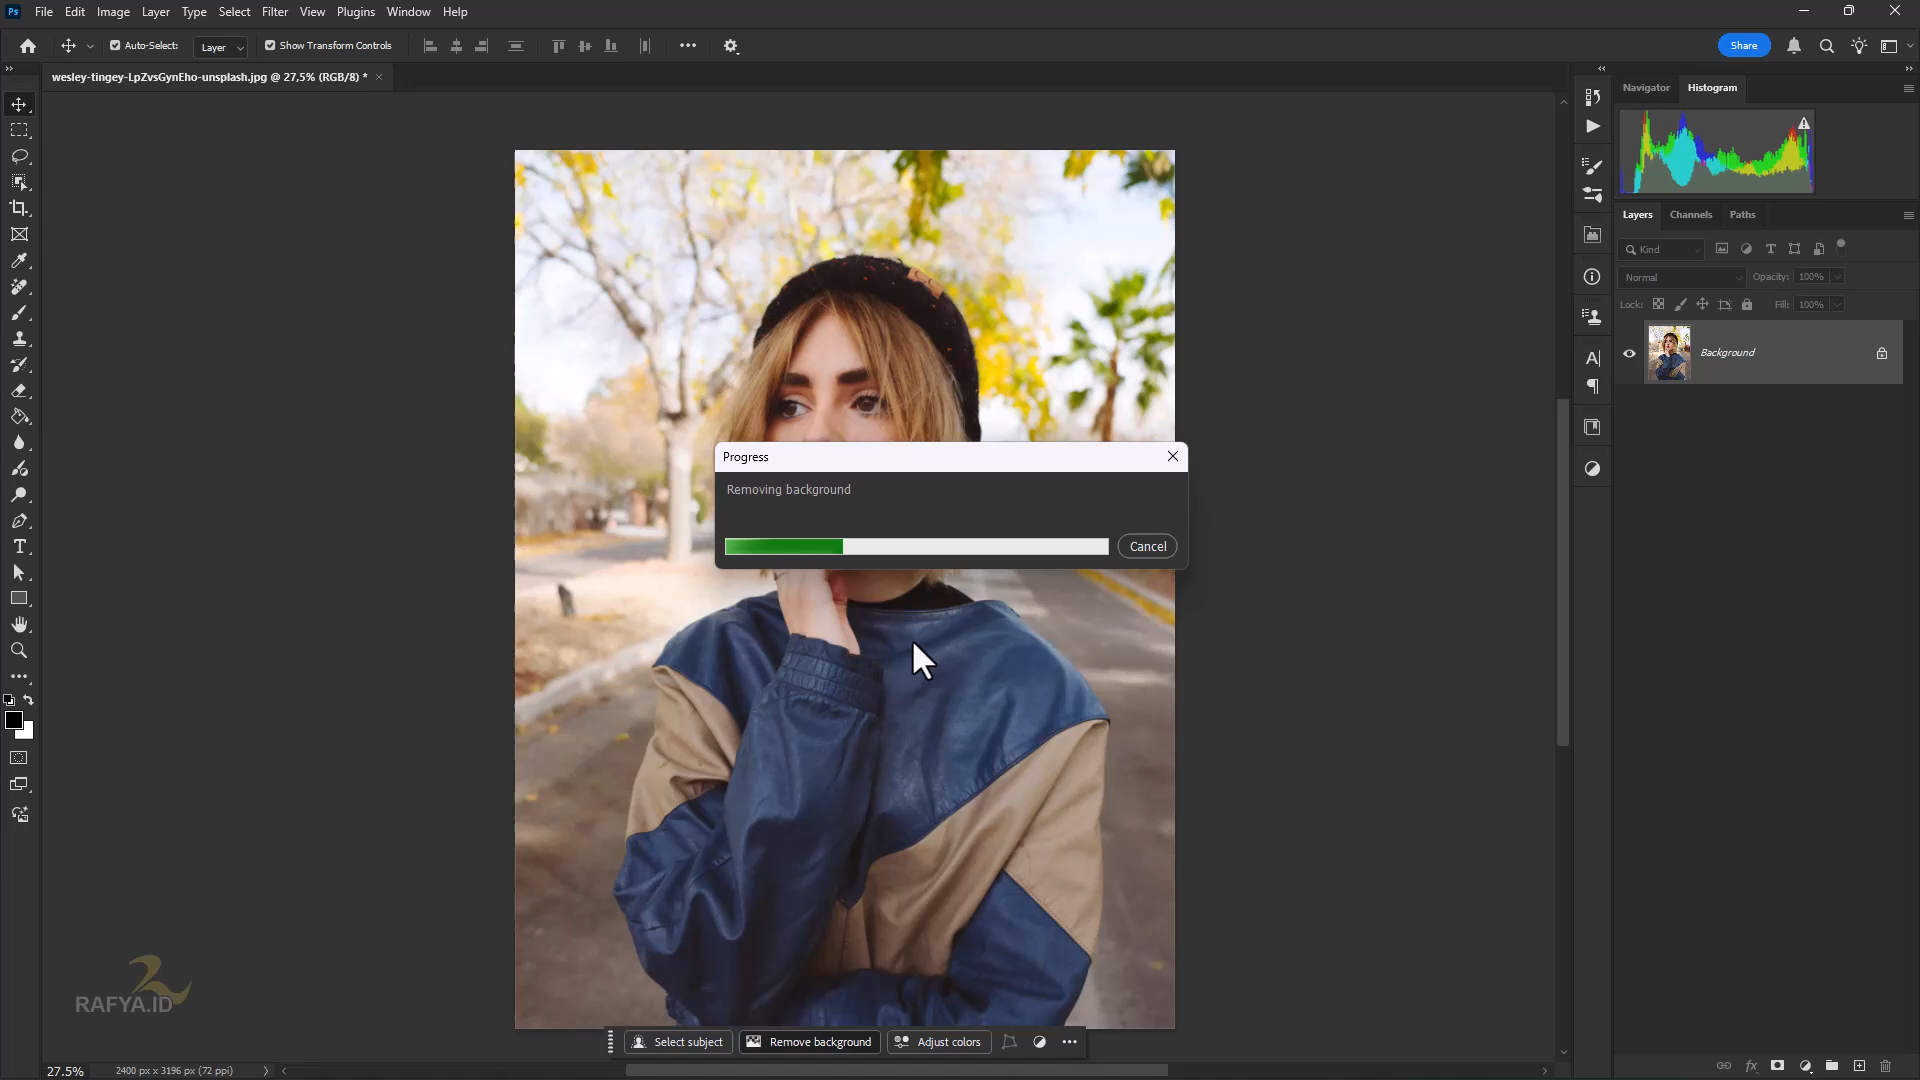 Ps File Edit Image Layer Type Select Filter View Plugins Window Help
Auto-Select: Layer Show Transform Controls Share
wesley-tingey-LpZvsGynEho-unsplash.jpg @ 27,5% (RGB/8) *
Navigator Histogram
Layers Channels Paths
Kind
Normal Opacity: 100%
Lock: Fill: 100%
Background
Progress
Removing background
Cancel
RAFYA.ID
Select subject Remove background Adjust colors
27.5% 2400 px x 3196 px (72 ppi)